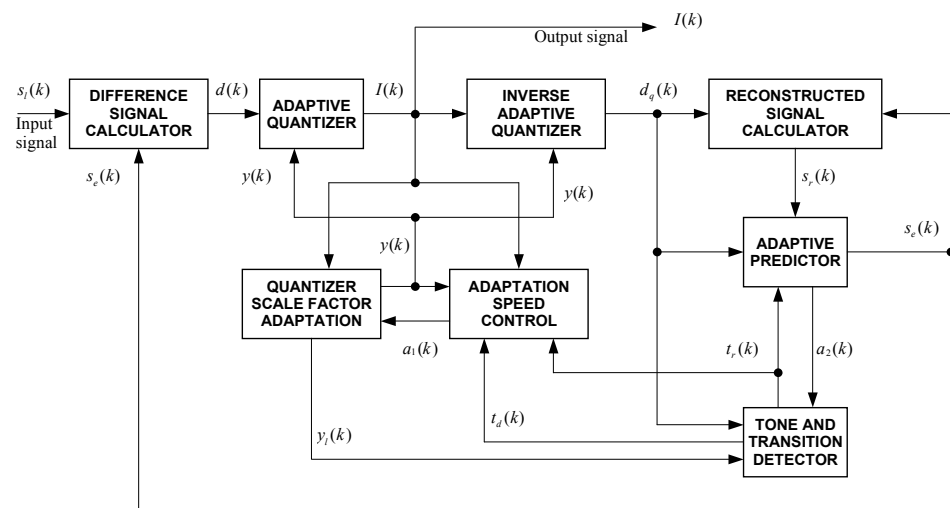 I(k)
Output signal
s_l(k)
Input
signal
DIFFERENCE
SIGNAL
CALCULATOR
d(k)
ADAPTIVE
QUANTIZER
I(k)
INVERSE
ADAPTIVE
QUANTIZER
d_q(k)
RECONSTRUCTED
SIGNAL
CALCULATOR
s_e(k)
y(k)
y(k)
s_r(k)
y(k)
ADAPTIVE
PREDICTOR
s_e(k)
QUANTIZER
SCALE FACTOR
ADAPTATION
ADAPTATION
SPEED
CONTROL
a_1(k)
t_r(k)
a_2(k)
y_l(k)
t_d(k)
TONE AND
TRANSITION
DETECTOR